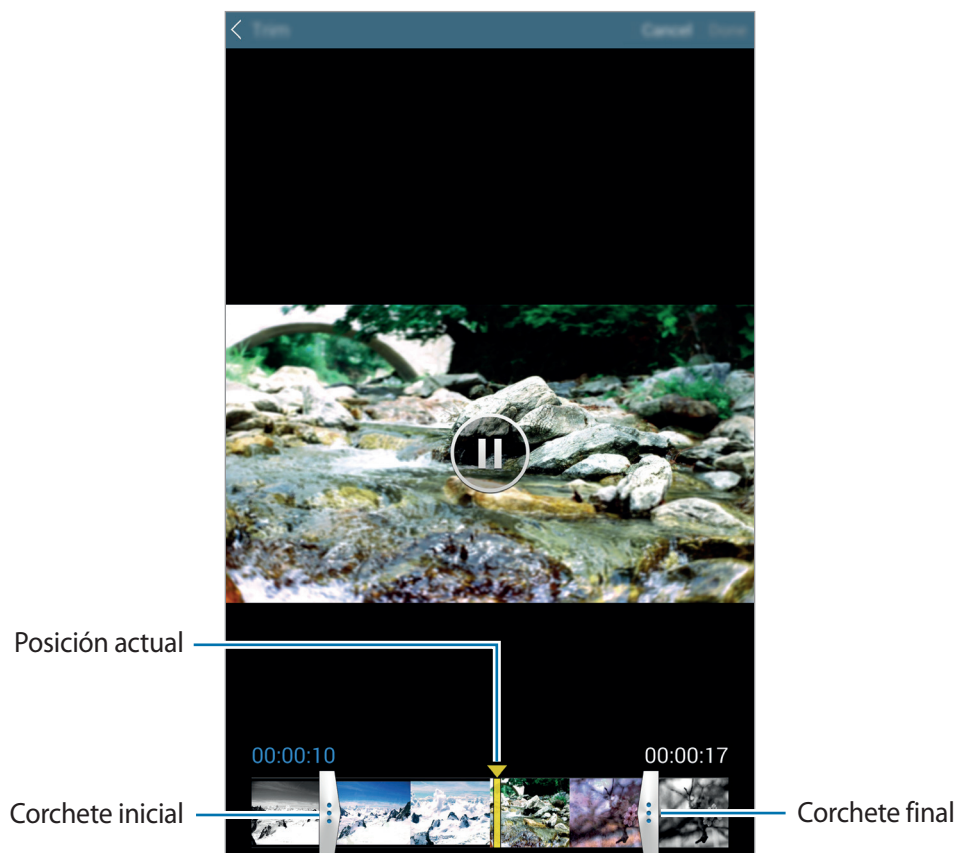 Trim
Cancel Done
Posición actual
00:00:10
00:00:17
Corchete inicial
Corchete final